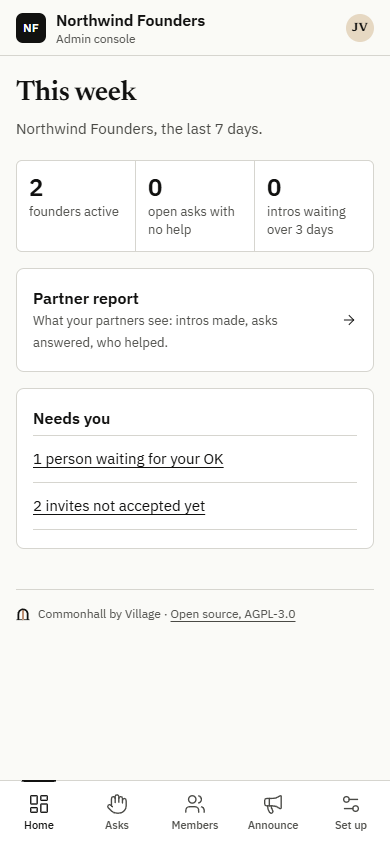 NF
Northwind Founders
Admin console
JV
This week
Northwind Founders, the last 7 days.
2
founders active
0
open asks with
no help
0
intros waiting
over 3 days
Partner report
What your partners see: intros made, asks
answered, who helped.
Needs you
1 person waiting for your OK
2 invites not accepted yet
Commonhall by Village · Open source, AGPL-3.0
Home
Asks
Members
Announce
Set up